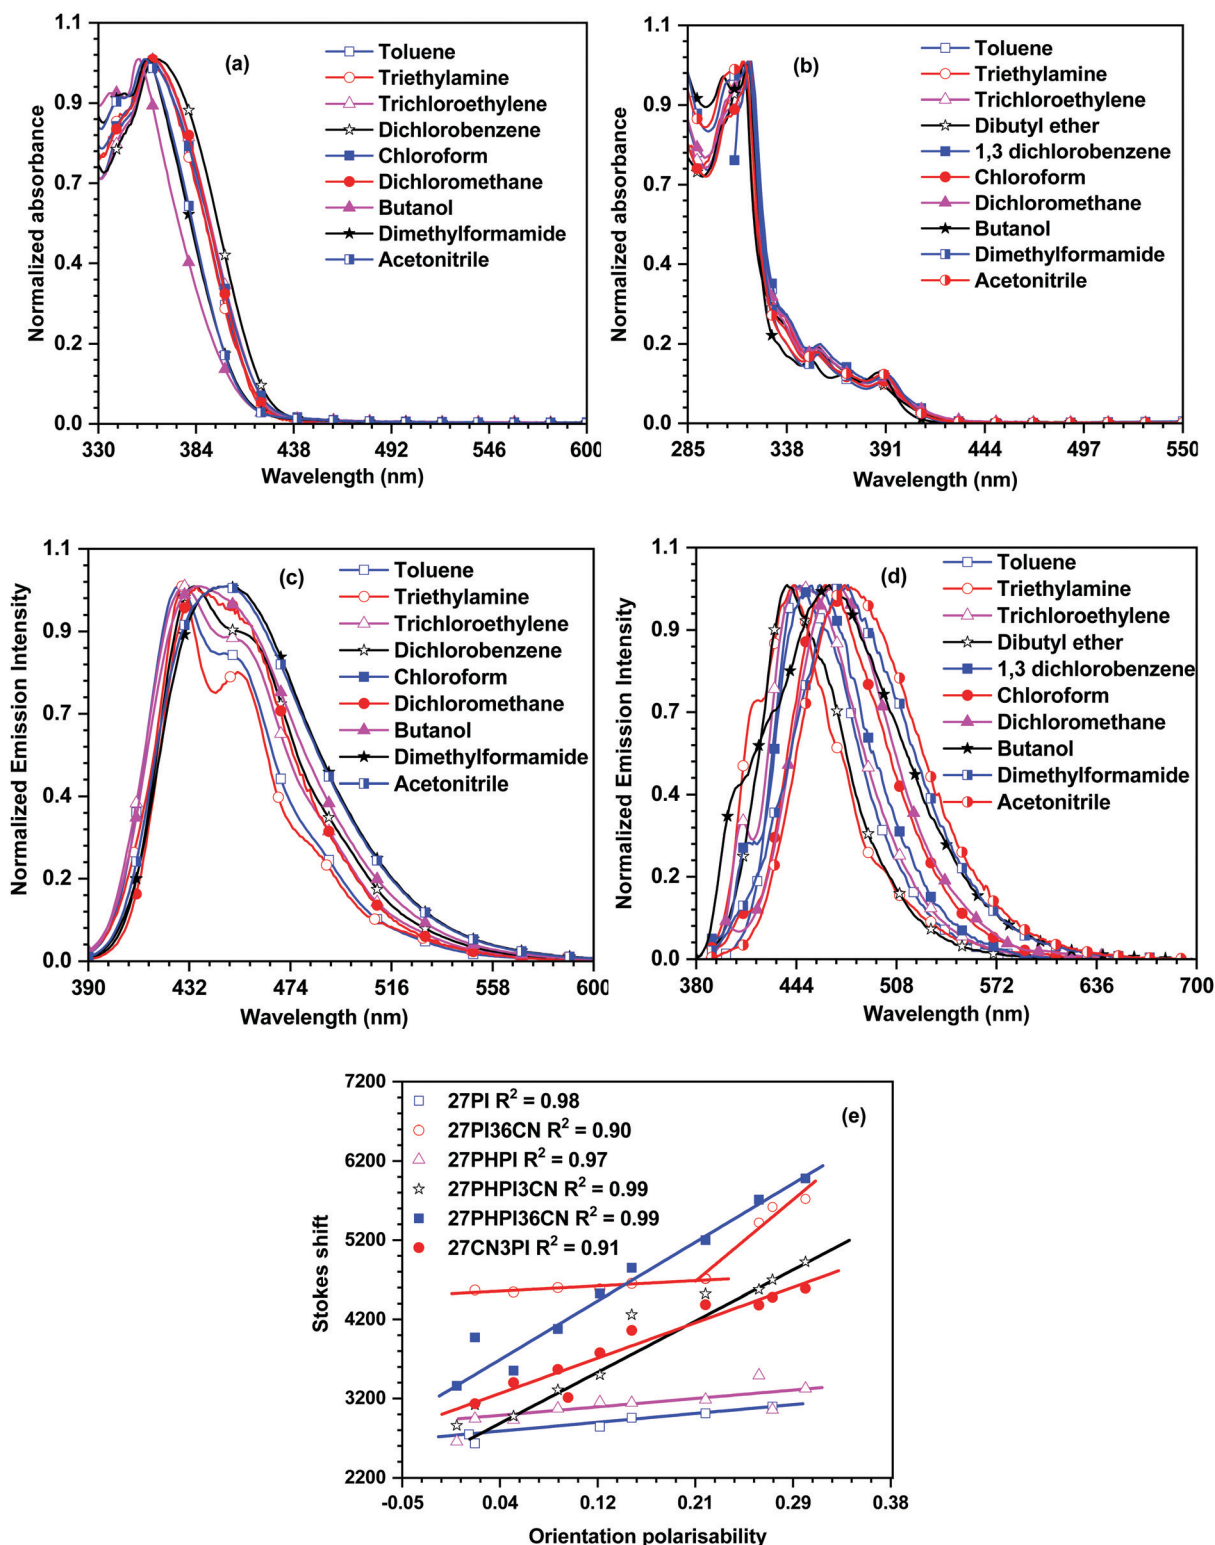 1.1
0.9
0.7
0.4
0.2
0.0
Normalized absorbance
(a)
Toluene
Triethylamine
Trichloroethylene
Dichlorobenzene
Chloroform
Dichloromethane
Butanol
Dimethylformamide
Acetonitrile
330 384 438 492 546 600
Wavelength (nm)
1.1
0.9
0.7
0.4
0.2
0.0
Normalized absorbance
(b)
Toluene
Triethylamine
Trichloroethylene
Dibutyl ether
1,3 dichlorobenzene
Chloroform
Dichloromethane
Butanol
Dimethylformamide
Acetonitrile
285 338 391 444 497 550
Wavelength (nm)
1.1
0.9
0.7
0.4
0.2
0.0
Normalized Emission Intensity
(c)
Toluene
Triethylamine
Trichloroethylene
Dichlorobenzene
Chloroform
Dichloromethane
Butanol
Dimethylformamide
Acetonitrile
390 432 474 516 558 600
Wavelength (nm)
1.1
0.9
0.7
0.4
0.2
0.0
Normalized Emission Intensity
(d)
Toluene
Triethylamine
Trichloroethylene
Dibutyl ether
1,3 dichlorobenzene
Chloroform
Dichloromethane
Butanol
Dimethylformamide
Acetonitrile
380 444 508 572 636 700
Wavelength (nm)
7200
6200
5200
4200
3200
2200
Stokes shift
(e)
27PI R² = 0.98
27PI36CN R² = 0.90
27PHPI R² = 0.97
27PHPI3CN R² = 0.99
27PHPI36CN R² = 0.99
27CN3PI R² = 0.91
-0.05 0.04 0.12 0.21 0.29 0.38
Orientation polarisability